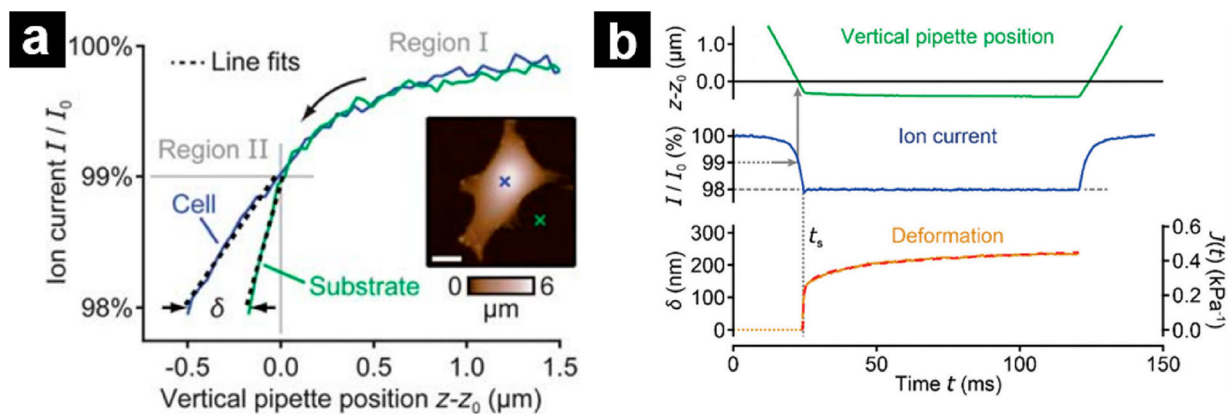 a
100%
99%
98%
Ion current I / I₀
Line fits
Region I
Region II
Cell
Substrate
δ
0 6
µm
-0.5 0.0 0.5 1.0 1.5
Vertical pipette position z-z₀ (µm)
b
z-z₀ (µm)
1.0
0.0
Vertical pipette position
I / I₀ (%)
100
99
98
Ion current
tₛ
δ (nm)
300
200
100
0
Deformation
0.6
0.4
0.2
0.0
J(t) (kPa⁻¹)
0 50 100 150
Time t (ms)